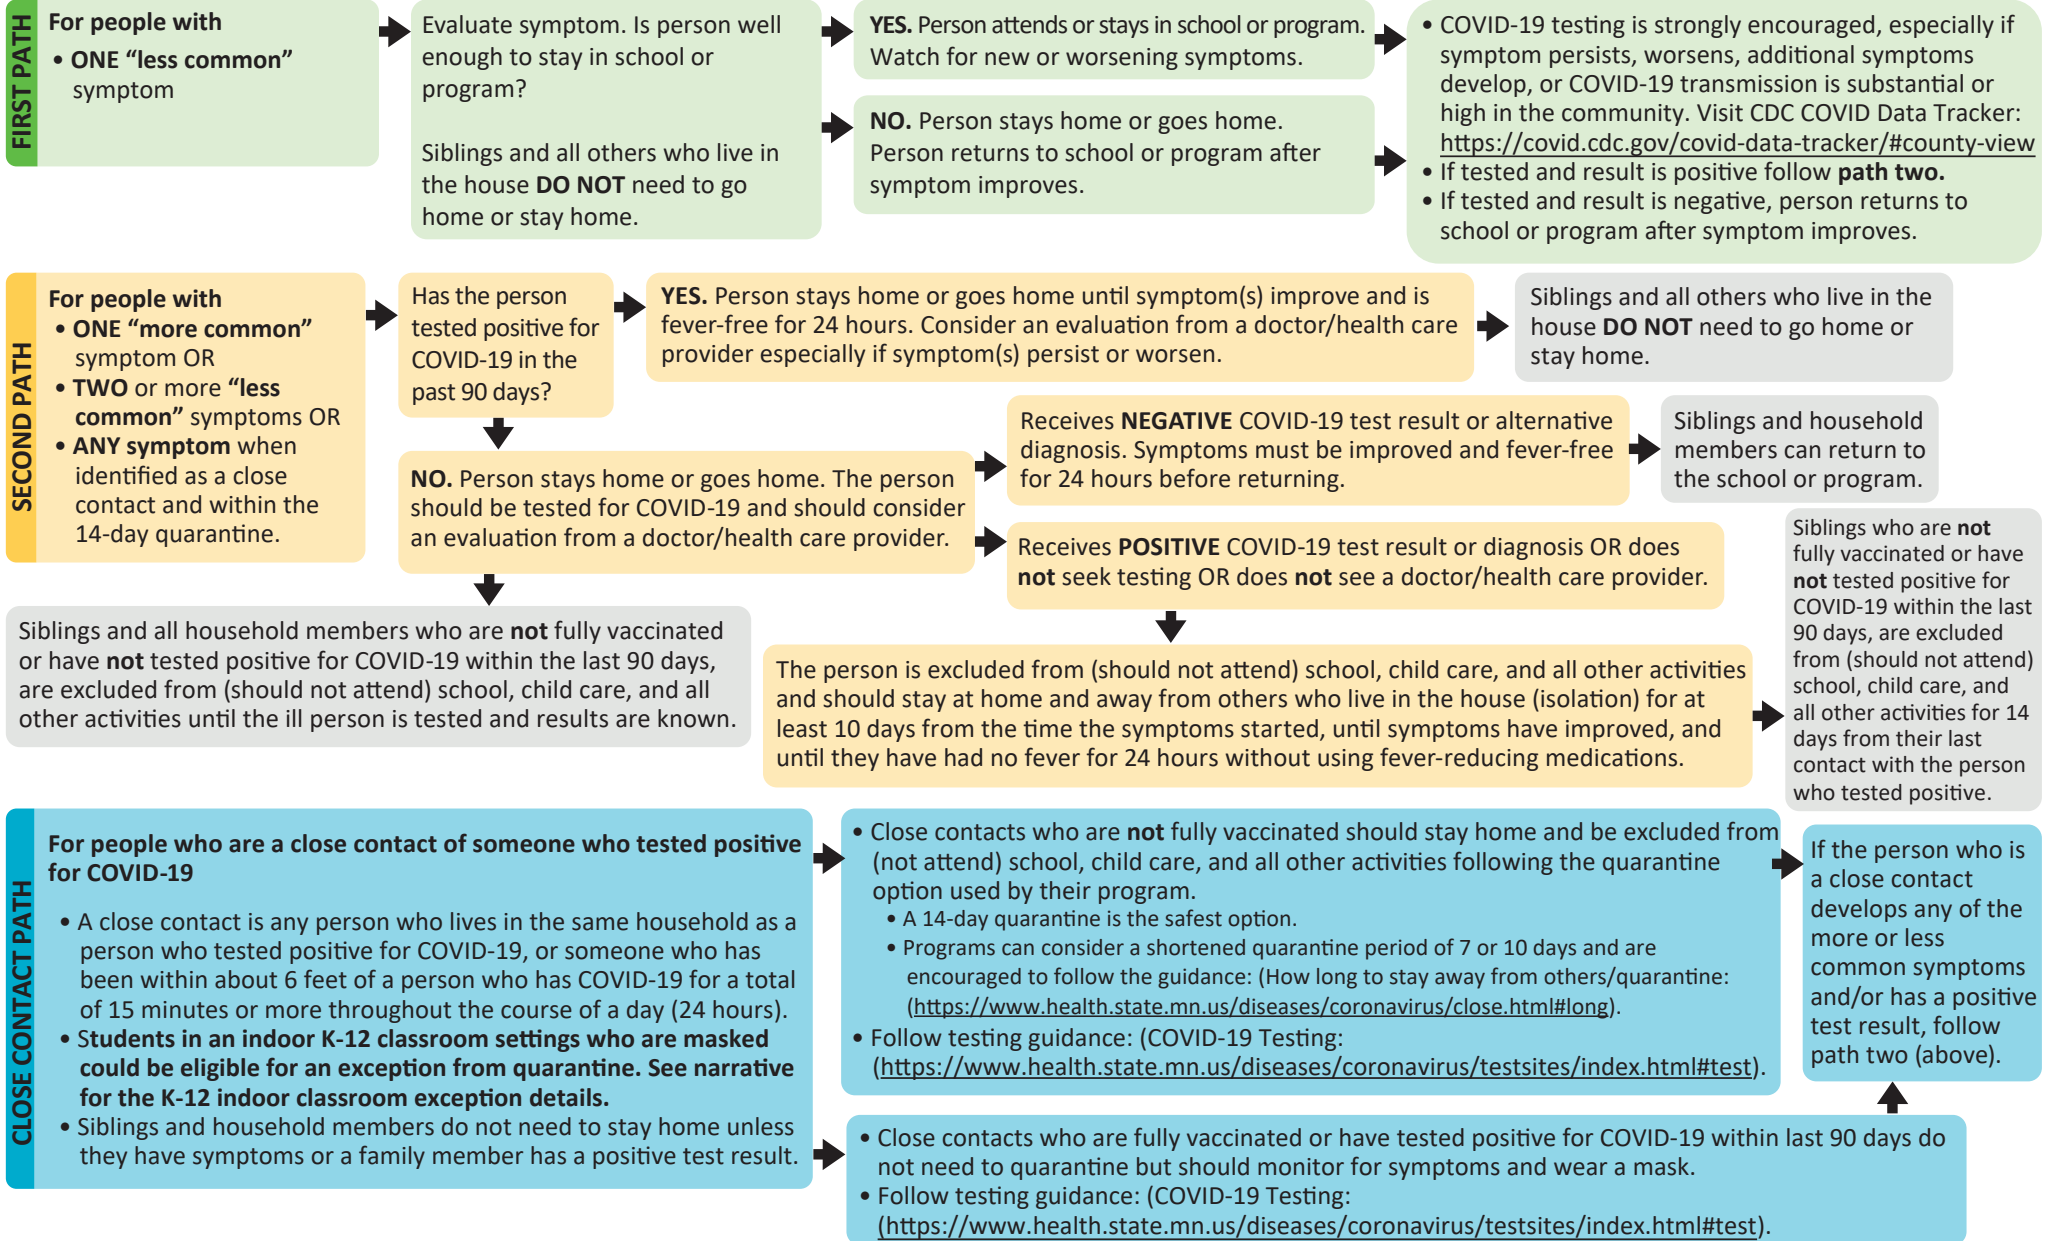 FIRST PATH
For people with
• ONE “less common”
symptom
Evaluate symptom. Is person well
enough to stay in school or
program?
Siblings and all others who live in
the house DO NOT need to go
home or stay home.
YES. Person attends or stays in school or program.
Watch for new or worsening symptoms.
NO. Person stays home or goes home.
Person returns to school or program after
symptom improves.
• COVID-19 testing is strongly encouraged, especially if
symptom persists, worsens, additional symptoms
develop, or COVID-19 transmission is substantial or
high in the community. Visit CDC COVID Data Tracker:
https://covid.cdc.gov/covid-data-tracker/#county-view
• If tested and result is positive follow path two.
• If tested and result is negative, person returns to
school or program after symptom improves.
SECOND PATH
For people with
• ONE “more common”
symptom OR
• TWO or more “less
common” symptoms OR
• ANY symptom when
identified as a close
contact and within the
14-day quarantine.
Has the person
tested positive for
COVID-19 in the
past 90 days?
YES. Person stays home or goes home until symptom(s) improve and is
fever-free for 24 hours. Consider an evaluation from a doctor/health care
provider especially if symptom(s) persist or worsen.
Siblings and all others who live in the
house DO NOT need to go home or
stay home.
NO. Person stays home or goes home. The person
should be tested for COVID-19 and should consider
an evaluation from a doctor/health care provider.
Receives NEGATIVE COVID-19 test result or alternative
diagnosis. Symptoms must be improved and fever-free
for 24 hours before returning.
Siblings and household
members can return to
the school or program.
Receives POSITIVE COVID-19 test result or diagnosis OR does
not seek testing OR does not see a doctor/health care provider.
Siblings and all household members who are not fully vaccinated
or have not tested positive for COVID-19 within the last 90 days,
are excluded from (should not attend) school, child care, and all
other activities until the ill person is tested and results are known.
The person is excluded from (should not attend) school, child care, and all other activities
and should stay at home and away from others who live in the house (isolation) for at
least 10 days from the time the symptoms started, until symptoms have improved, and
until they have had no fever for 24 hours without using fever-reducing medications.
Siblings who are not
fully vaccinated or have
not tested positive for
COVID-19 within the last
90 days, are excluded
from (should not attend)
school, child care, and
all other activities for 14
days from their last
contact with the person
who tested positive.
CLOSE CONTACT PATH
For people who are a close contact of someone who tested positive
for COVID-19
• A close contact is any person who lives in the same household as a
person who tested positive for COVID-19, or someone who has
been within about 6 feet of a person who has COVID-19 for a total
of 15 minutes or more throughout the course of a day (24 hours).
• Students in an indoor K-12 classroom settings who are masked
could be eligible for an exception from quarantine. See narrative
for the K-12 indoor classroom exception details.
• Siblings and household members do not need to stay home unless
they have symptoms or a family member has a positive test result.
• Close contacts who are not fully vaccinated should stay home and be excluded from
(not attend) school, child care, and all other activities following the quarantine
option used by their program.
• A 14-day quarantine is the safest option.
• Programs can consider a shortened quarantine period of 7 or 10 days and are
encouraged to follow the guidance: (How long to stay away from others/quarantine:
(https://www.health.state.mn.us/diseases/coronavirus/close.html#long).
• Follow testing guidance: (COVID-19 Testing:
(https://www.health.state.mn.us/diseases/coronavirus/testsites/index.html#test).
If the person who is
a close contact
develops any of the
more or less
common symptoms
and/or has a positive
test result, follow
path two (above).
• Close contacts who are fully vaccinated or have tested positive for COVID-19 within last 90 days do
not need to quarantine but should monitor for symptoms and wear a mask.
• Follow testing guidance: (COVID-19 Testing:
(https://www.health.state.mn.us/diseases/coronavirus/testsites/index.html#test).